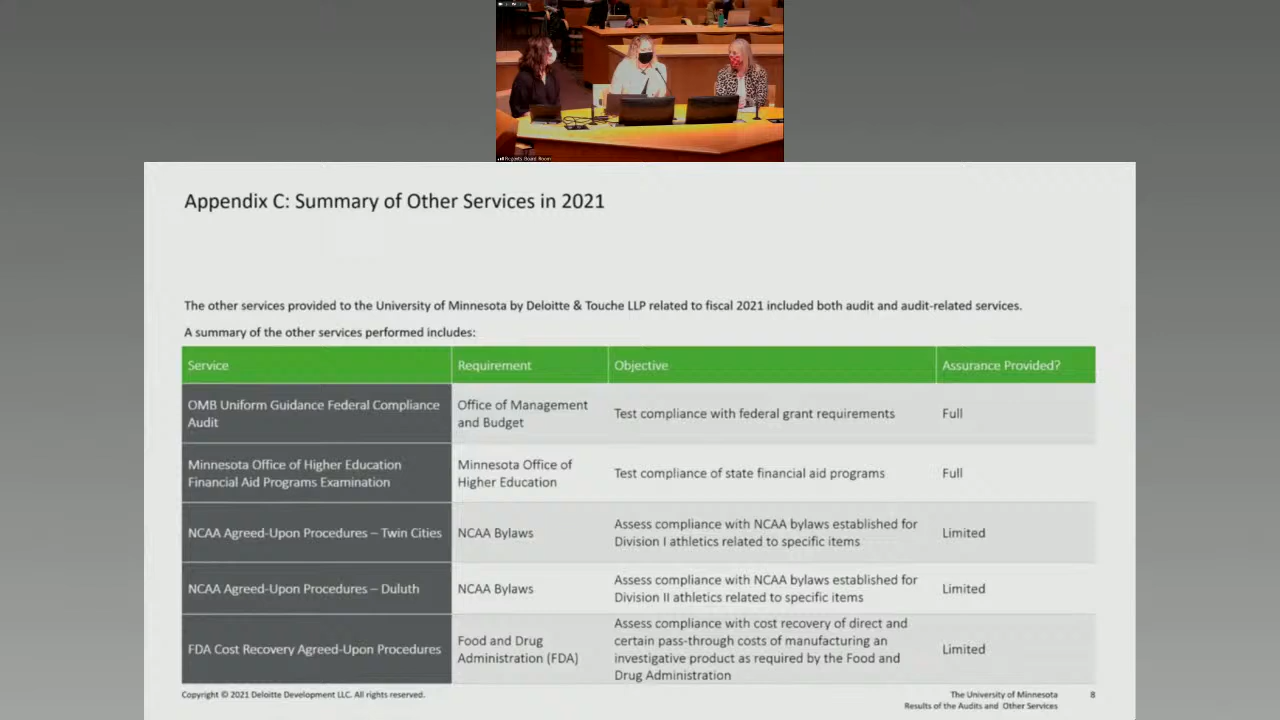 Regents Board Room
Appendix C: Summary of Other Services in 2021
The other services provided to the University of Minnesota by Deloitte & Touche LLP related to fiscal 2021 included both audit and audit-related services.
A summary of the other services performed includes:
Service Requirement Objective Assurance Provided?
OMB Uniform Guidance Federal Compliance
Audit
Office of Management
and Budget
Test compliance with federal grant requirements
Full
Minnesota Office of Higher Education
Financial Aid Programs Examination
Minnesota Office of
Higher Education
Test compliance of state financial aid programs
Full
NCAA Agreed-Upon Procedures – Twin Cities
NCAA Bylaws
Assess compliance with NCAA bylaws established for
Division I athletics related to specific items
Limited
NCAA Agreed-Upon Procedures – Duluth
NCAA Bylaws
Assess compliance with NCAA bylaws established for
Division II athletics related to specific items
Limited
FDA Cost Recovery Agreed-Upon Procedures
Food and Drug
Administration (FDA)
Assess compliance with cost recovery of direct and
certain pass-through costs of manufacturing an
investigative product as required by the Food and
Drug Administration
Limited
Copyright © 2021 Deloitte Development LLC. All rights reserved.
The University of Minnesota
Results of the Audits and Other Services
8